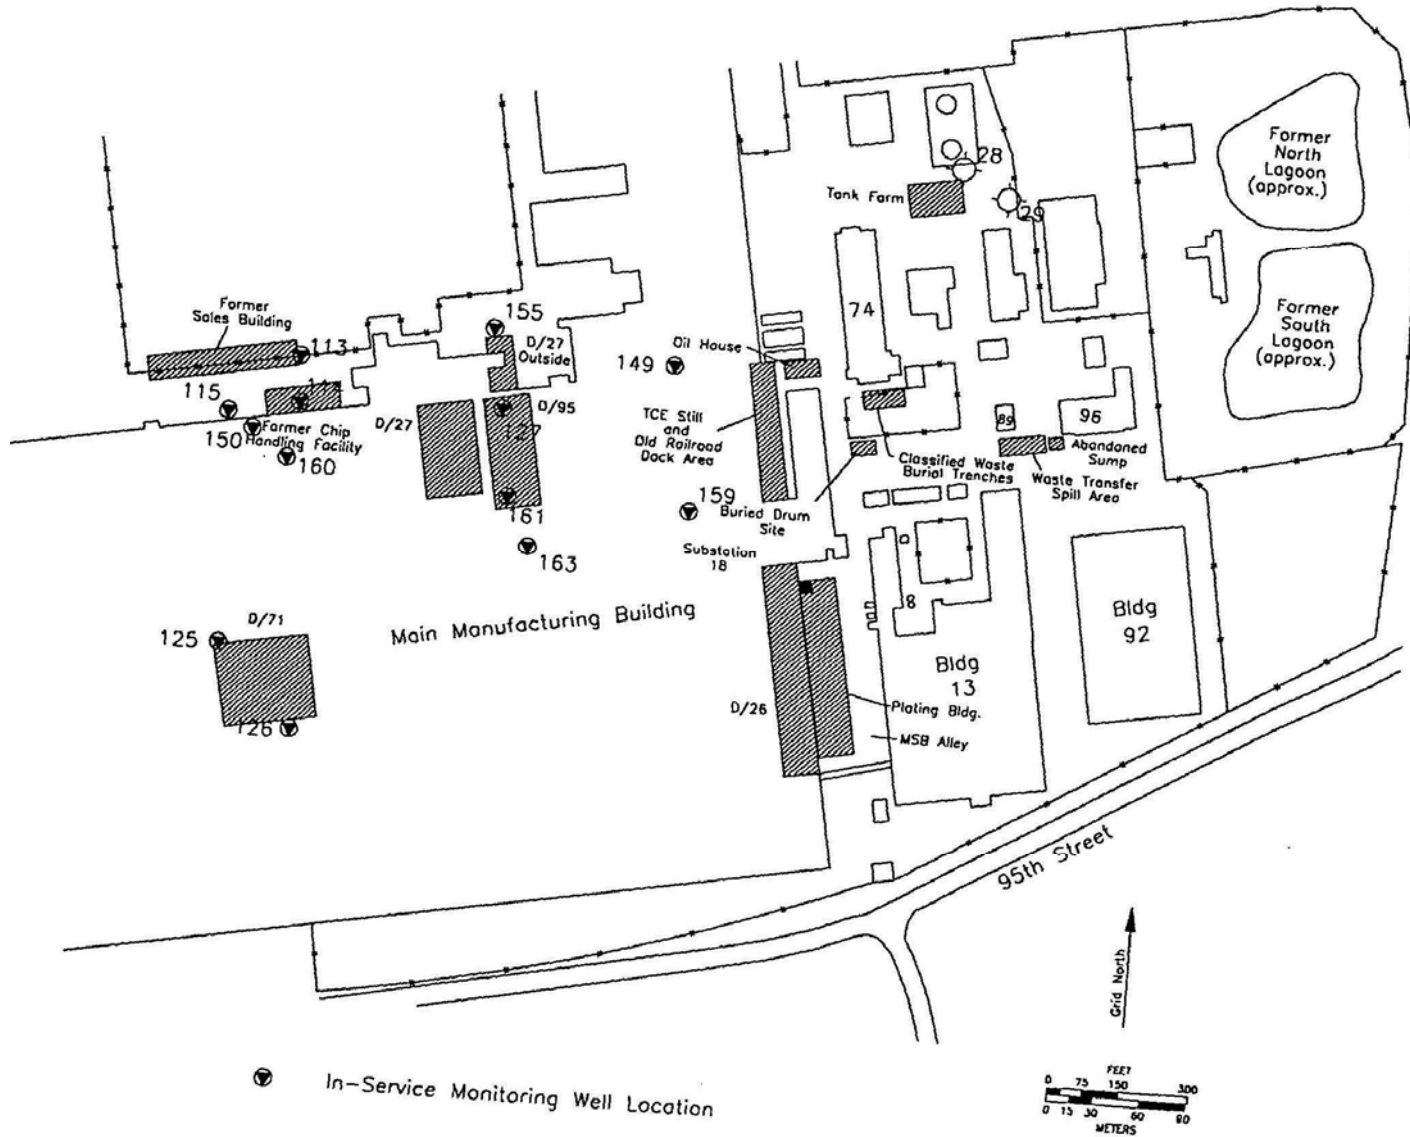 Former
North
Lagoon
(approx.)
28
Tank Farm
29
Former
South
Lagoon
(approx.)
74
Former
Sales Building
155
113
D/27
Outside
149
Oil House
115
D/95
D/27
127
TCE Still
and
Old Railroad
Dock Area
89
96
150
Former Chip
Handling Facility
160
Abandoned
Sump
Classified Waste
Burial Trenches
Waste Transfer
Spill Area
159
161
Buried Drum
Site
163
Substation
18
8
Bldg
92
D/71
125
Main Manufacturing Building
Bldg
13
126
D/26
Plating Bldg.
MSB Alley
95th Street
Grid North
In-Service Monitoring Well Location
FEET
0 75 150 300
0 15 30 60 90
METERS